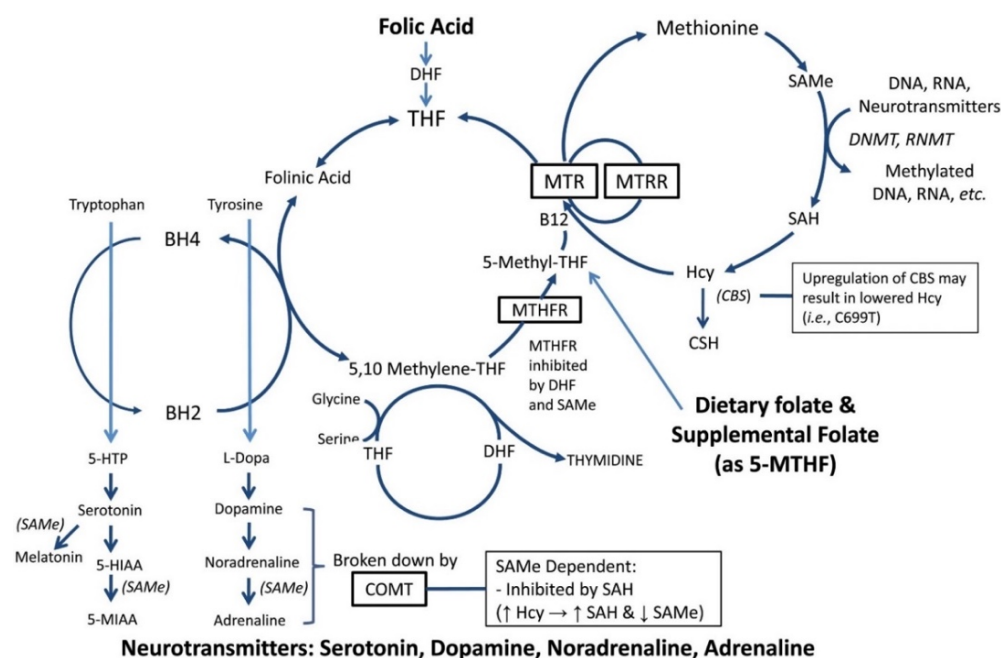 Folic Acid
DHF
THF
Folinic Acid
Methionine
SAMe
DNA, RNA,
Neurotransmitters
DNMT, RNMT
Methylated
DNA, RNA, etc.
SAH
MTR
MTRR
B12
5-Methyl-THF
Hcy
(CBS)
CSH
Upregulation of CBS may
result in lowered Hcy
(i.e., C699T)
MTHFR
MTHFR
inhibited
by DHF
and SAMe
Tryptophan
Tyrosine
BH4
BH2
5,10 Methylene-THF
Glycine
Serine
THF
DHF
THYMIDINE
Dietary folate &
Supplemental Folate
(as 5-MTHF)
5-HTP
Serotonin
(SAMe)
Melatonin
5-HIAA
(SAMe)
5-MIAA
L-Dopa
Dopamine
Noradrenaline
(SAMe)
Adrenaline
Broken down by
COMT
SAMe Dependent:
- Inhibited by SAH
(↑ Hcy → ↑ SAH & ↓ SAMe)
Neurotransmitters: Serotonin, Dopamine, Noradrenaline, Adrenaline